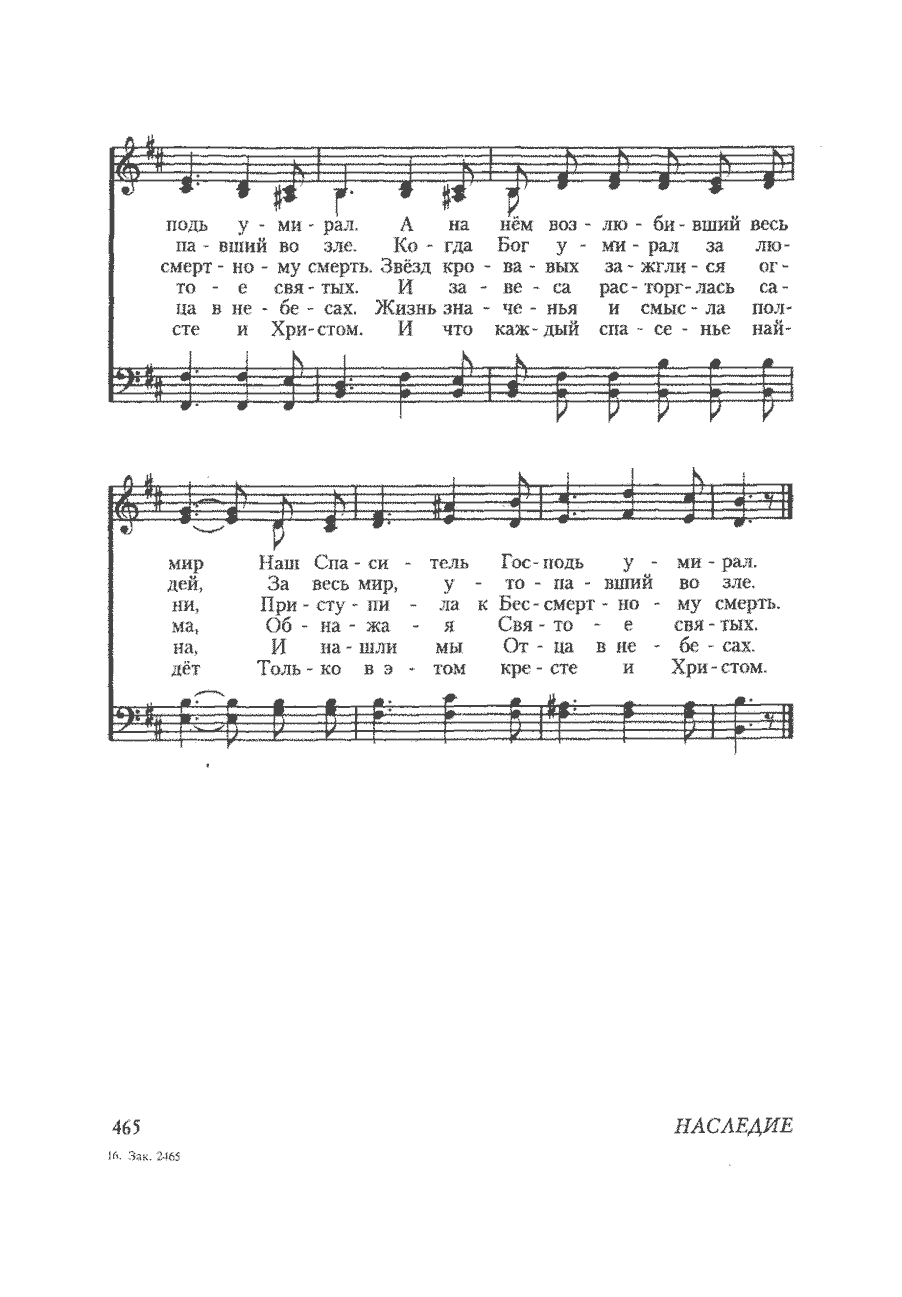 подь у - ми - рал. А на нём воз - лю - би - вший весь
па - вший во зле. Ко - гда Бог у - ми - рал за лю-
смерт - но - му смерть. Звёзд кро - ва - вых за - жгли - ся ог -
то - е свя - тых. И за - ве - са рас - торг - лась са -
ца в не - бе - сах. Жизнь зна - че - нья и смыс - ла пол-
сте и Хри - стом. И что каж - дый спа - се - нье най-
мир Наш Спа - си - тель Гос - подь у - ми - рал.
дей, За весь мир, у - то - па - вший во зле.
ни, При - сту - пи - ла к Бес - смерт - но - му смерть.
ма, Об - на - жа - я Свя - то - е свя - тых.
на, И на - шли мы От - ца в не - бе - сах.
дёт Толь - ко в э - том кре - сте и Хри - стом.
465 НАСЛЕДИЕ
16. Зак. 2465